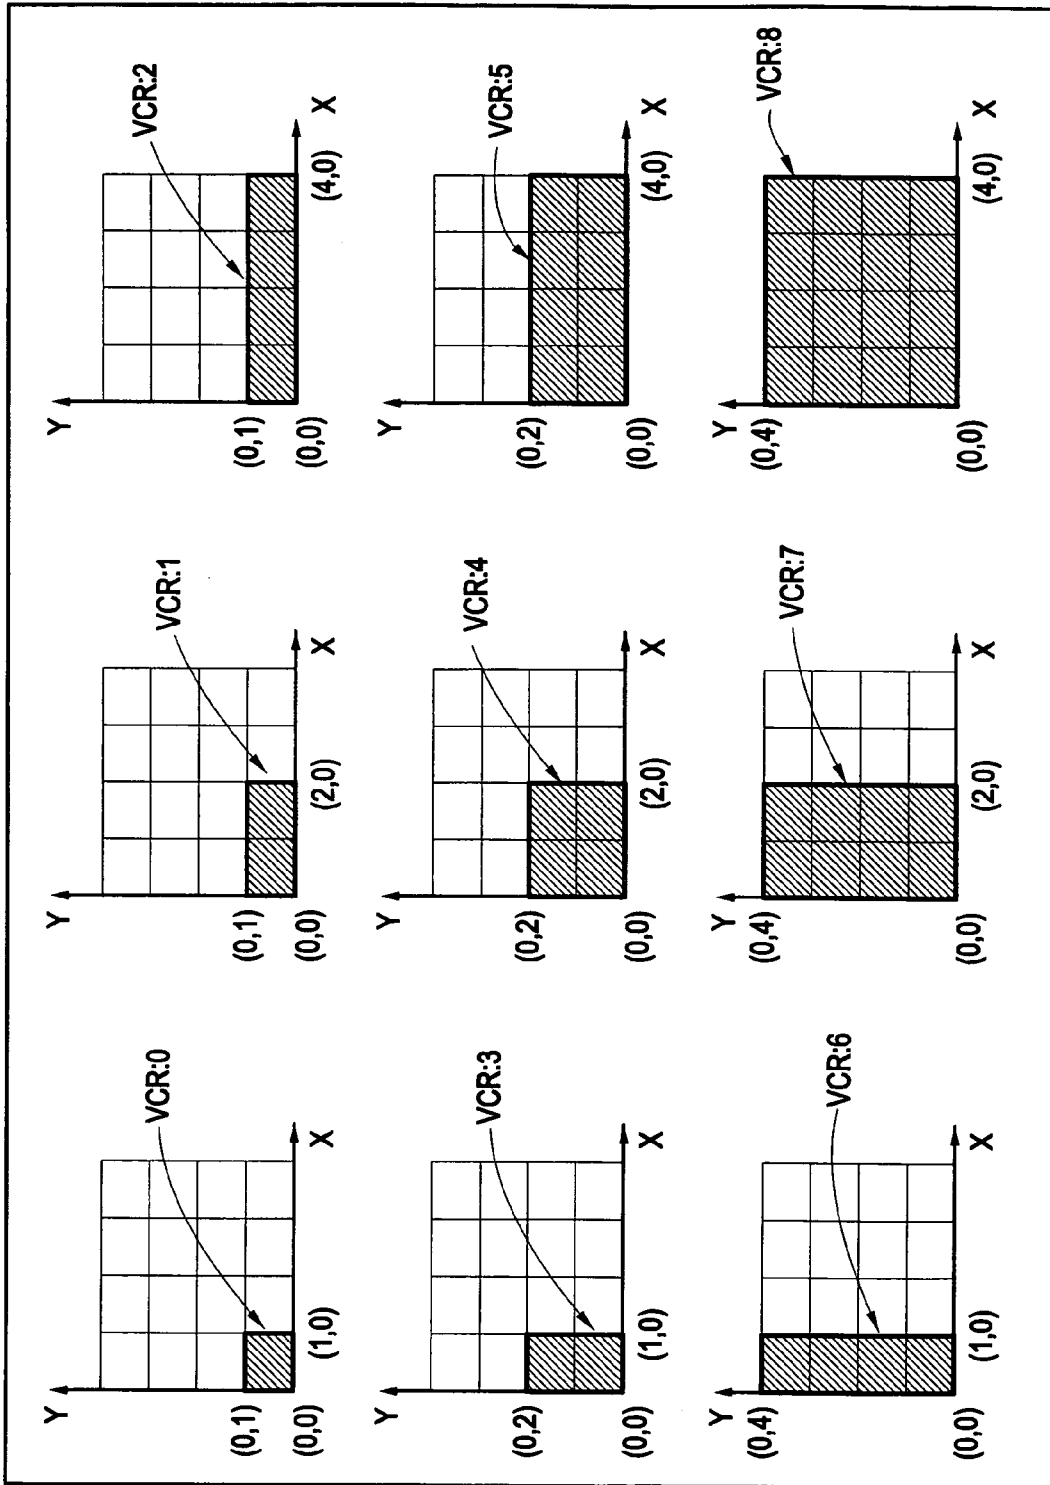 Y
VCR:0
(0,1)
(0,0)
(1,0)
X
Y
VCR:1
(0,1)
(0,0)
(2,0)
X
Y
VCR:2
(0,1)
(0,0)
(4,0)
X
Y
VCR:3
(0,2)
(0,0)
(1,0)
X
Y
VCR:4
(0,2)
(0,0)
(2,0)
X
Y
VCR:5
(0,2)
(0,0)
(4,0)
X
Y
(0,4)
VCR:6
(0,0)
(1,0)
X
Y
(0,4)
VCR:7
(0,0)
(2,0)
X
Y
(0,4)
VCR:8
(0,0)
(4,0)
X